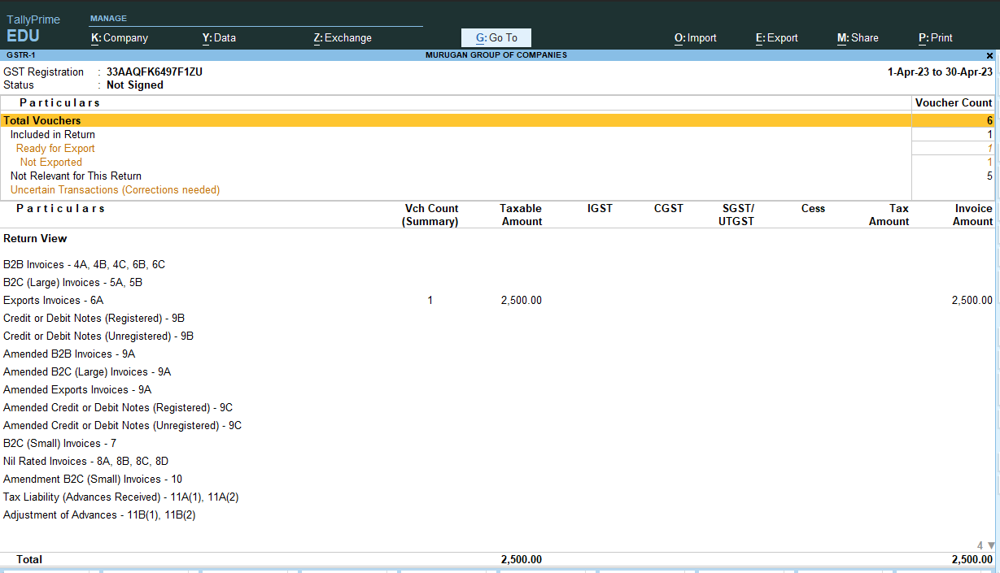 TallyPrime
EDU
MANAGE
K: Company Y: Data Z: Exchange G: Go To O: Import E: Export M: Share P: Print
GSTR-1 MURUGAN GROUP OF COMPANIES ×
GST Registration : 33AAQFK6497F1ZU 1-Apr-23 to 30-Apr-23
Status : Not Signed
Particulars Voucher Count
Total Vouchers 6
Included in Return 1
Ready for Export 1
Not Exported 1
Not Relevant for This Return 5
Uncertain Transactions (Corrections needed)
Particulars Vch Count Taxable IGST CGST SGST/ Cess Tax Invoice
(Summary) Amount UTGST Amount Amount
Return View
B2B Invoices - 4A, 4B, 4C, 6B, 6C
B2C (Large) Invoices - 5A, 5B
Exports Invoices - 6A 1 2,500.00 2,500.00
Credit or Debit Notes (Registered) - 9B
Credit or Debit Notes (Unregistered) - 9B
Amended B2B Invoices - 9A
Amended B2C (Large) Invoices - 9A
Amended Exports Invoices - 9A
Amended Credit or Debit Notes (Registered) - 9C
Amended Credit or Debit Notes (Unregistered) - 9C
B2C (Small) Invoices - 7
Nil Rated Invoices - 8A, 8B, 8C, 8D
Amendment B2C (Small) Invoices - 10
Tax Liability (Advances Received) - 11A(1), 11A(2)
Adjustment of Advances - 11B(1), 11B(2)
4 ▼
Total 2,500.00 2,500.00